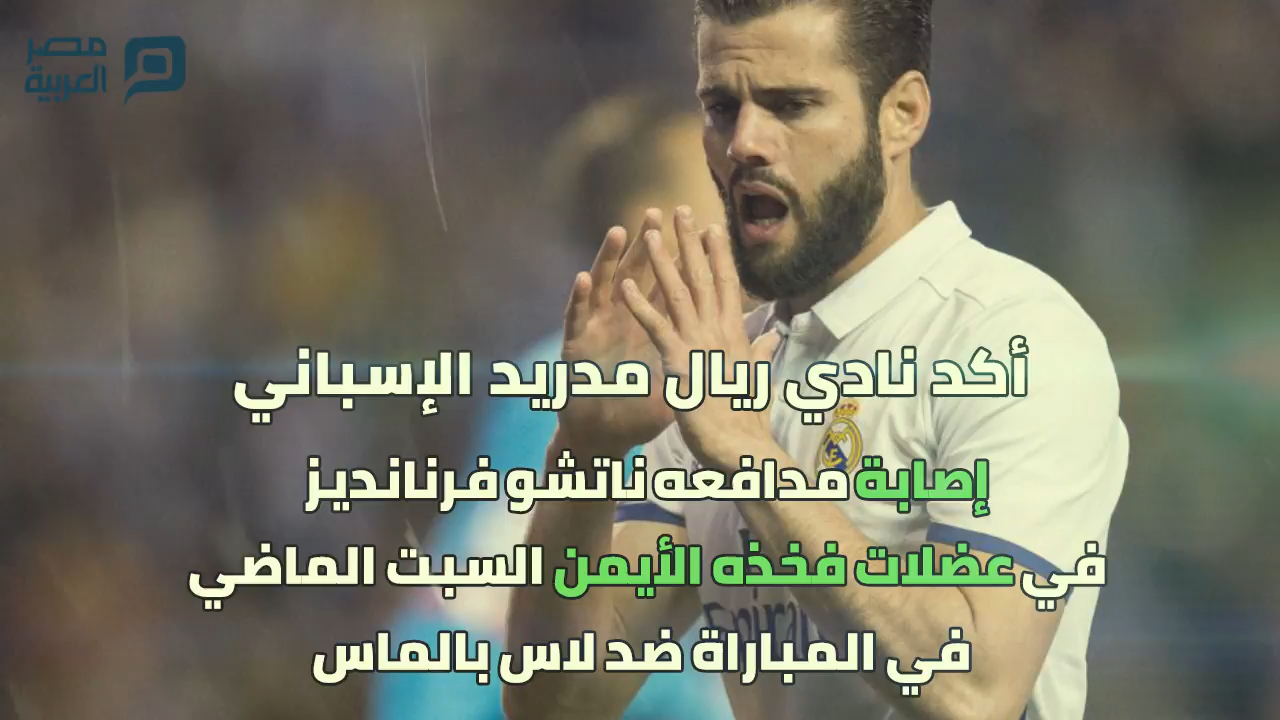 مصر
العربية
أكد نادي ريال مدريد الإسباني
إصابة مدافعه ناتشو فرنانديز
في عضلات فخذه الأيمن السبت الماضي
في المباراة ضد لاس بالماس